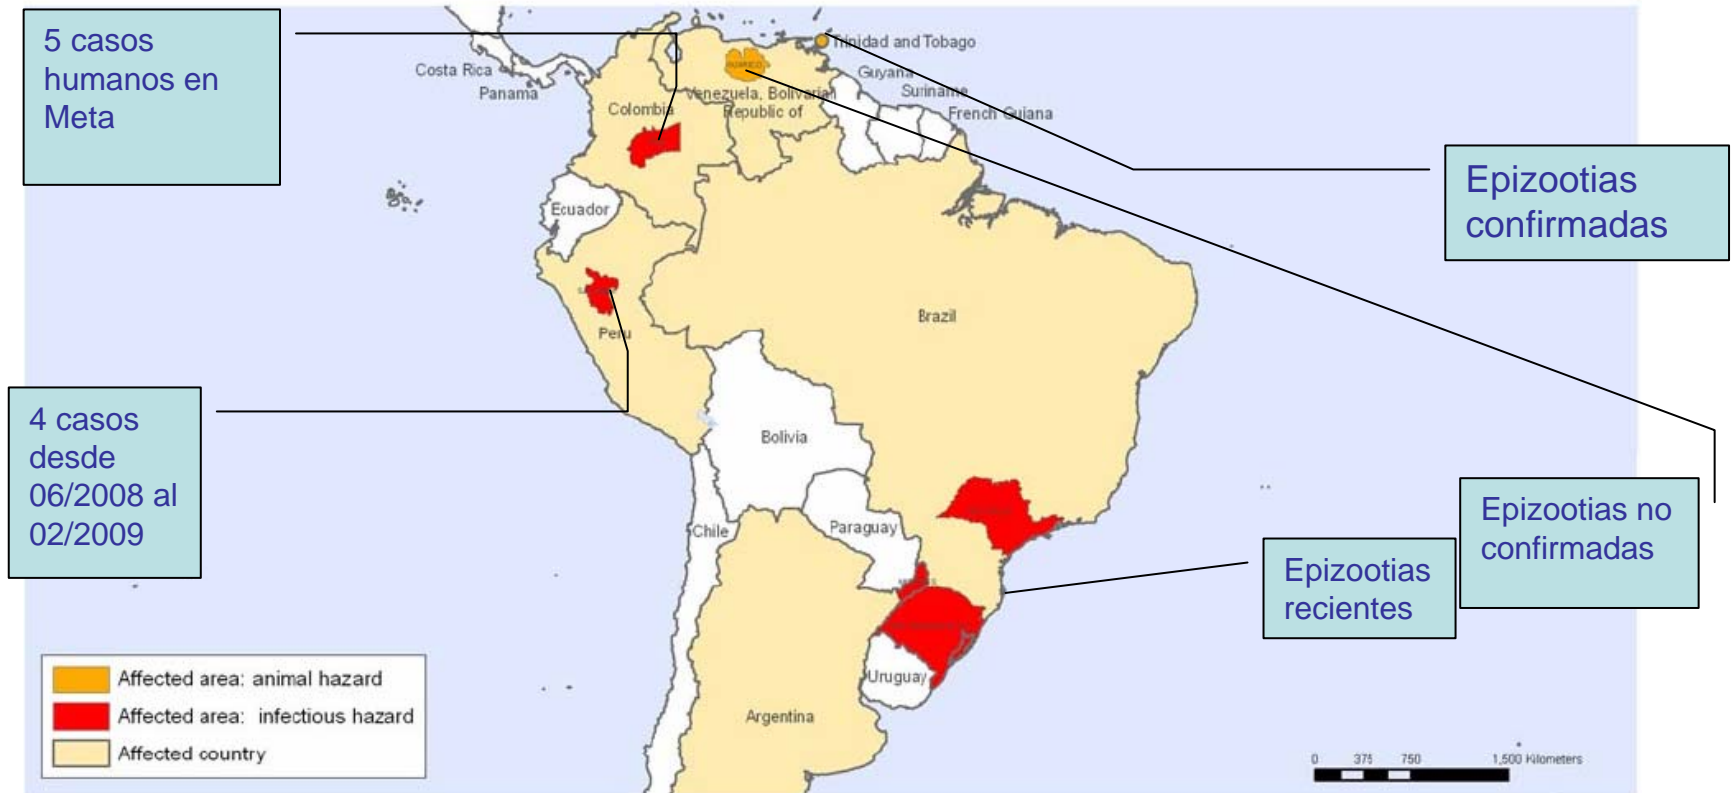 5 casos
humanos en
Meta
Costa Rica
Panama
Trinidad and Tobago
Guyana
Suriname
French Guiana
Venezuela, Bolivarian
Republic of
Colombia
Ecuador
Peru
Brazil
Bolivia
Paraguay
Chile
Uruguay
Argentina
Epizootias
confirmadas
4 casos
desde
06/2008 al
02/2009
Epizootias no
confirmadas
Epizootias
recientes
Affected area: animal hazard
Affected area: infectious hazard
Affected country
0 375 750 1,500 Kilometers